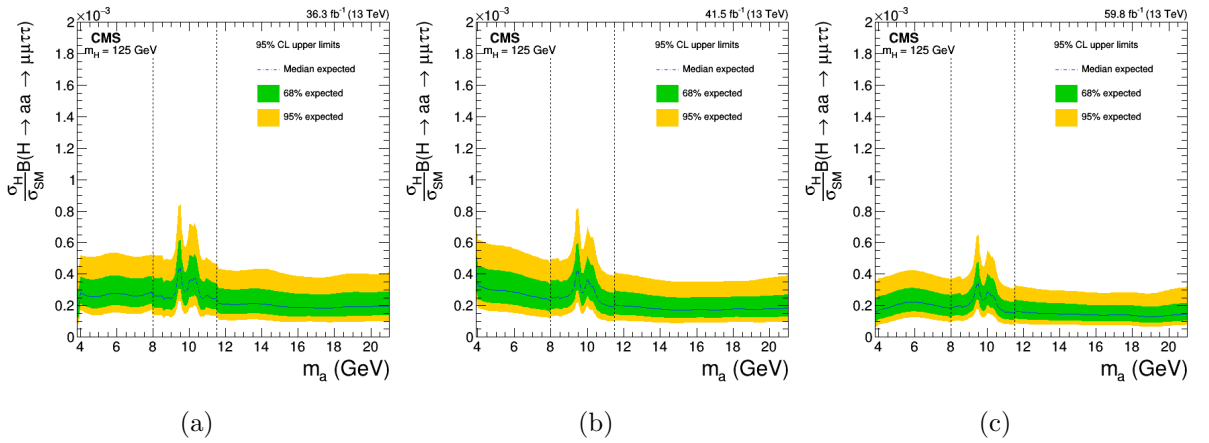 ×10⁻³ 36.3 fb⁻¹ (13 TeV)
CMS
m_H = 125 GeV
95% CL upper limits
Median expected
68% expected
95% expected
σ_H/σ_SM B(H → aa → μμττ)
2
1.8
1.6
1.4
1.2
1
0.8
0.6
0.4
0.2
0
4 6 8 10 12 14 16 18 20
m_a (GeV)
(a)
×10⁻³ 41.5 fb⁻¹ (13 TeV)
CMS
m_H = 125 GeV
95% CL upper limits
Median expected
68% expected
95% expected
σ_H/σ_SM B(H → aa → μμττ)
2
1.8
1.6
1.4
1.2
1
0.8
0.6
0.4
0.2
0
4 6 8 10 12 14 16 18 20
m_a (GeV)
(b)
×10⁻³ 59.8 fb⁻¹ (13 TeV)
CMS
m_H = 125 GeV
95% CL upper limits
Median expected
68% expected
95% expected
σ_H/σ_SM B(H → aa → μμττ)
2
1.8
1.6
1.4
1.2
1
0.8
0.6
0.4
0.2
0
4 6 8 10 12 14 16 18 20
m_a (GeV)
(c)